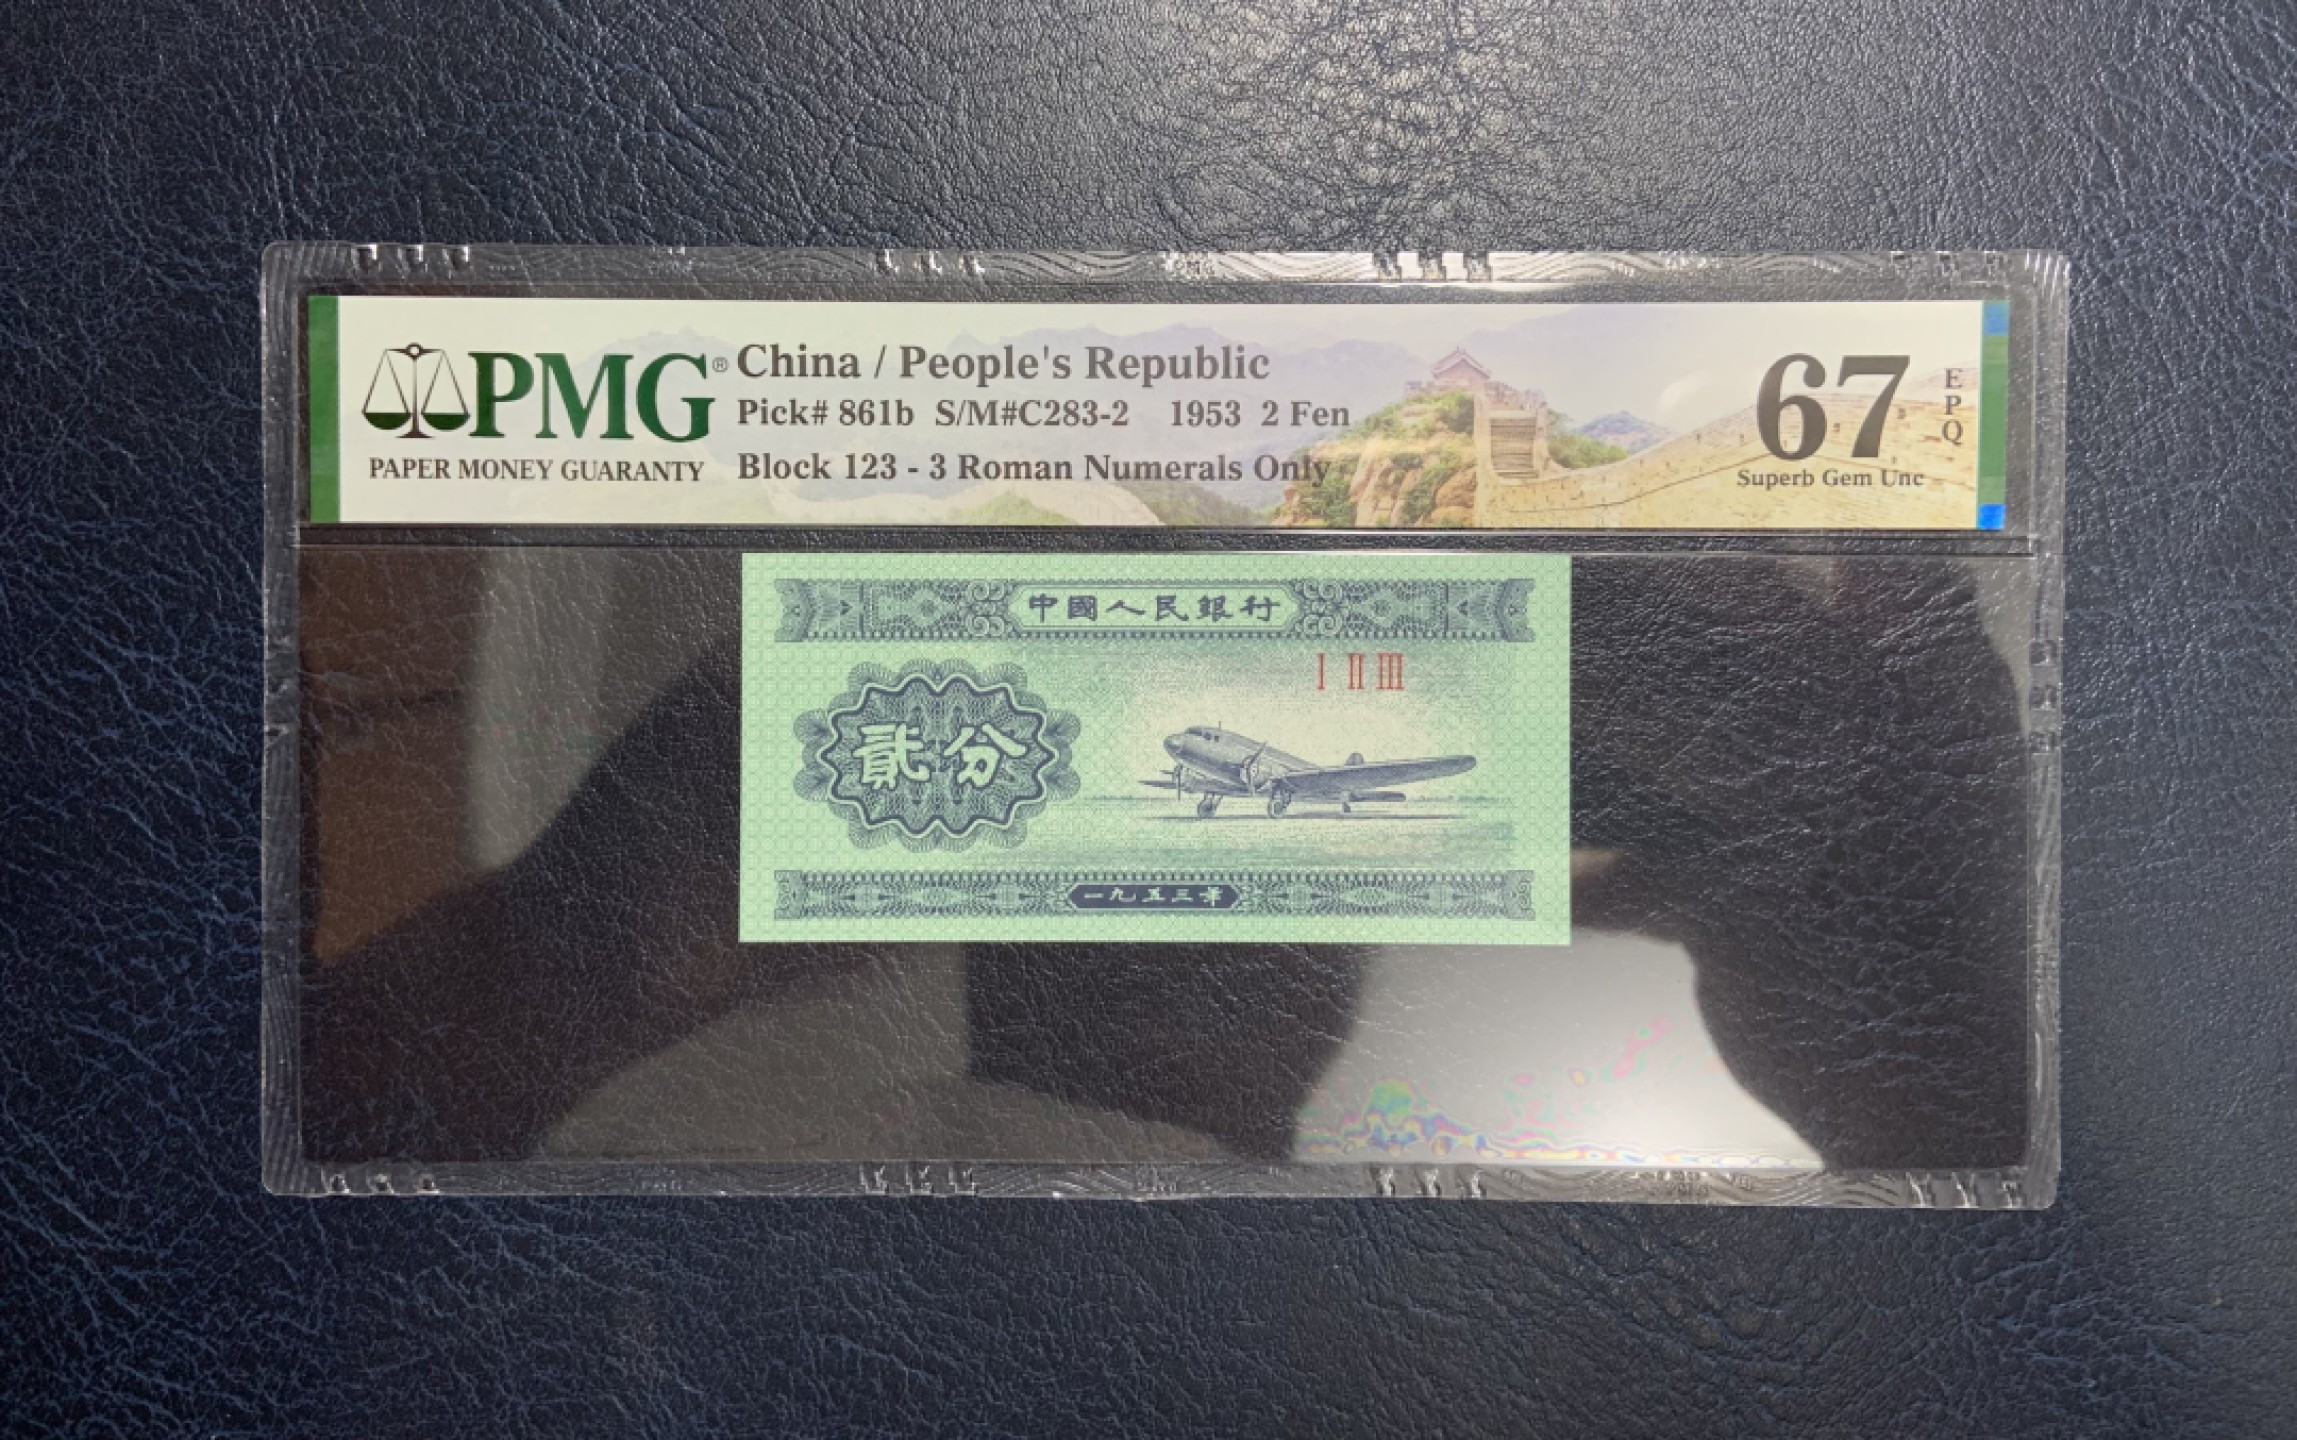 PMG®
PAPER MONEY GUARANTY
China / People's Republic
Pick# 861b S/M#C283-2 1953 2 Fen
Block 123 - 3 Roman Numerals Only
67
EPQ
Superb Gem Unc
中國人民銀行
I II III
貳分
一九五三年